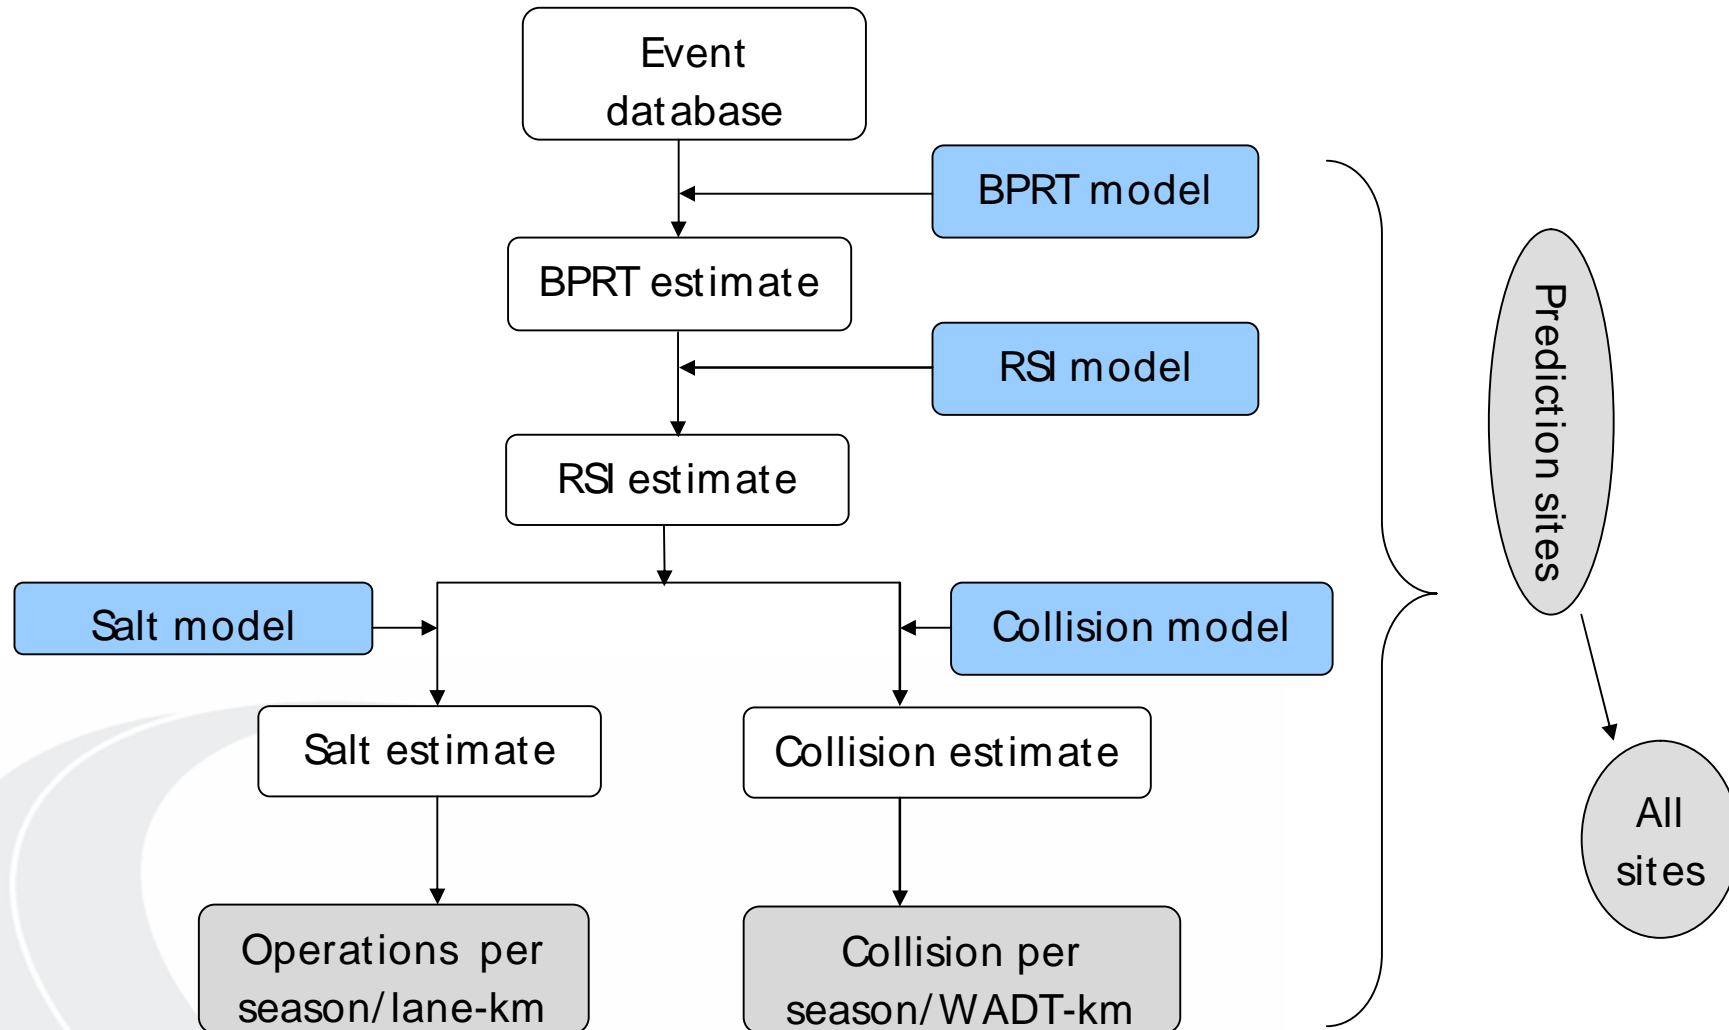 Event
database
BPRT model
BPRT estimate
RSI model
RSI estimate
Salt model
Collision model
Salt estimate
Collision estimate
Operations per
season/lane-km
Collision per
season/WADT-km
Prediction sites
All
sites